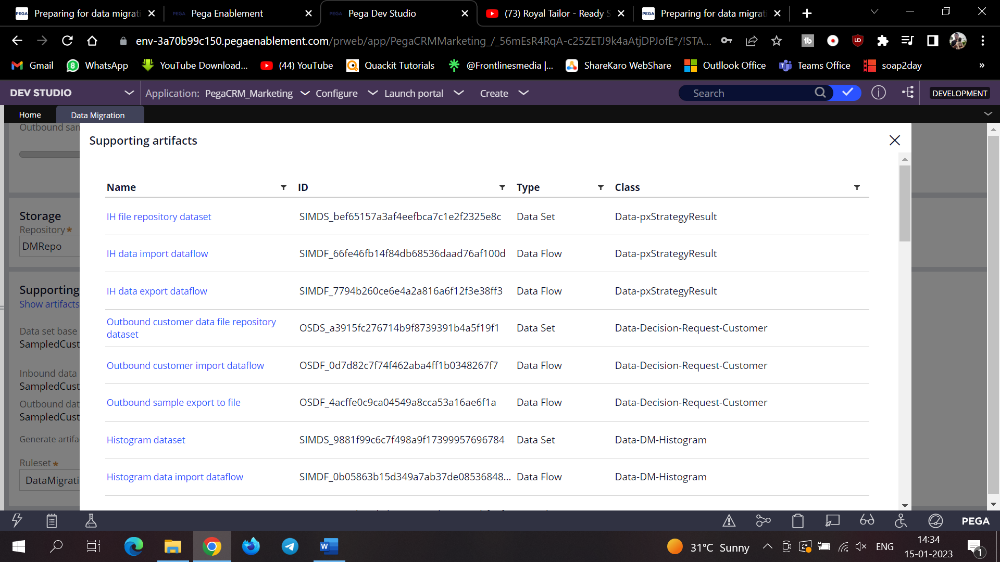 PEGA Preparing for data migrati
PEGA Pega Enablement
PEGA Pega Dev Studio
(73) Royal Tailor - Ready S
PEGA Preparing for data migrati
env-3a70b99c150.pegaenablement.com/prweb/app/PegaCRMMarketing_/_56mEsR4RqA-c25ZETJ9k4aAtjDPJofE*/!STA...
Gmail
8 WhatsApp
YouTube Download...
(44) YouTube
Quackit Tutorials
@Frontlinesmedia |...
ShareKaro WebShare
Outllook Office
Teams Office
soap2day
»
DEV STUDIO
Application: PegaCRM_Marketing
Configure
Launch portal
Create
Search
DEVELOPMENT
Home
Data Migration
Outbound sam
Storage
Repository*
DMRepo
Supporting
Show artifacts
Data set base
SampledCust
Inbound data
SampledCust
Outbound dat
SampledCust
Generate artifa
Ruleset *
DataMigrati
Supporting artifacts
Name ID Type Class
IH file repository dataset SIMDS_bef65157a3af4eefbca7c1e2f2325e8c Data Set Data-pxStrategyResult
IH data import dataflow SIMDF_66fe46fb14f84db68536daad76af100d Data Flow Data-pxStrategyResult
IH data export dataflow SIMDF_7794b260ce6e4a2a816a6f12f3e38ff3 Data Flow Data-pxStrategyResult
Outbound customer data file repository
dataset OSDS_a3915fc276714b9f8739391b4a5f19f1 Data Set Data-Decision-Request-Customer
Outbound customer import dataflow OSDF_0d7d82c7f74f462aba4ff1b0348267f7 Data Flow Data-Decision-Request-Customer
Outbound sample export to file OSDF_4acffe0c9ca04549a8cca53a16ae6f1a Data Flow Data-Decision-Request-Customer
Histogram dataset SIMDS_9881f99c6c7f498a9f17399957696784 Data Set Data-DM-Histogram
Histogram data import dataflow SIMDF_0b05863b15d349a7ab37de08536848... Data Flow Data-DM-Histogram
PEGA
31°C Sunny
ENG
14:34
15-01-2023
1